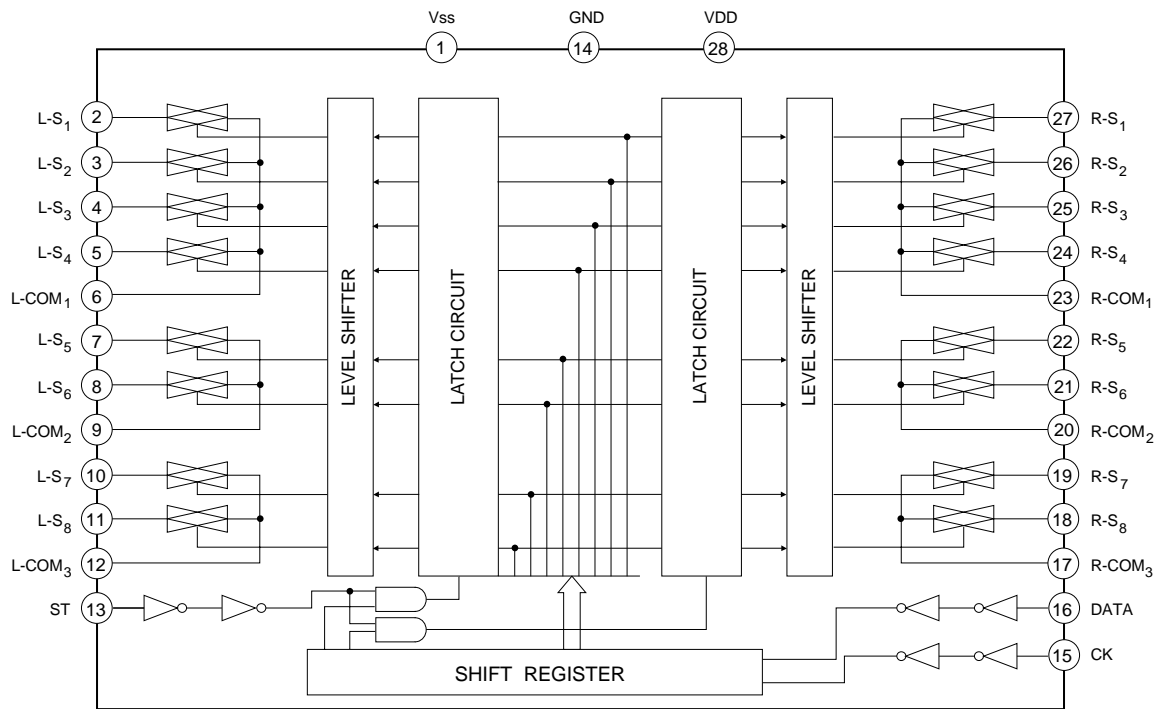 Vss GND VDD
1 14 28
L-S1 2 27 R-S1
L-S2 3 26 R-S2
L-S3 4 25 R-S3
L-S4 5 24 R-S4
L-COM1 6 23 R-COM1
L-S5 7 22 R-S5
L-S6 8 21 R-S6
L-COM2 9 20 R-COM2
L-S7 10 19 R-S7
L-S8 11 18 R-S8
L-COM3 12 17 R-COM3
ST 13 16 DATA
15 CK
LEVEL SHIFTER
LATCH CIRCUIT
LATCH CIRCUIT
LEVEL SHIFTER
SHIFT REGISTER